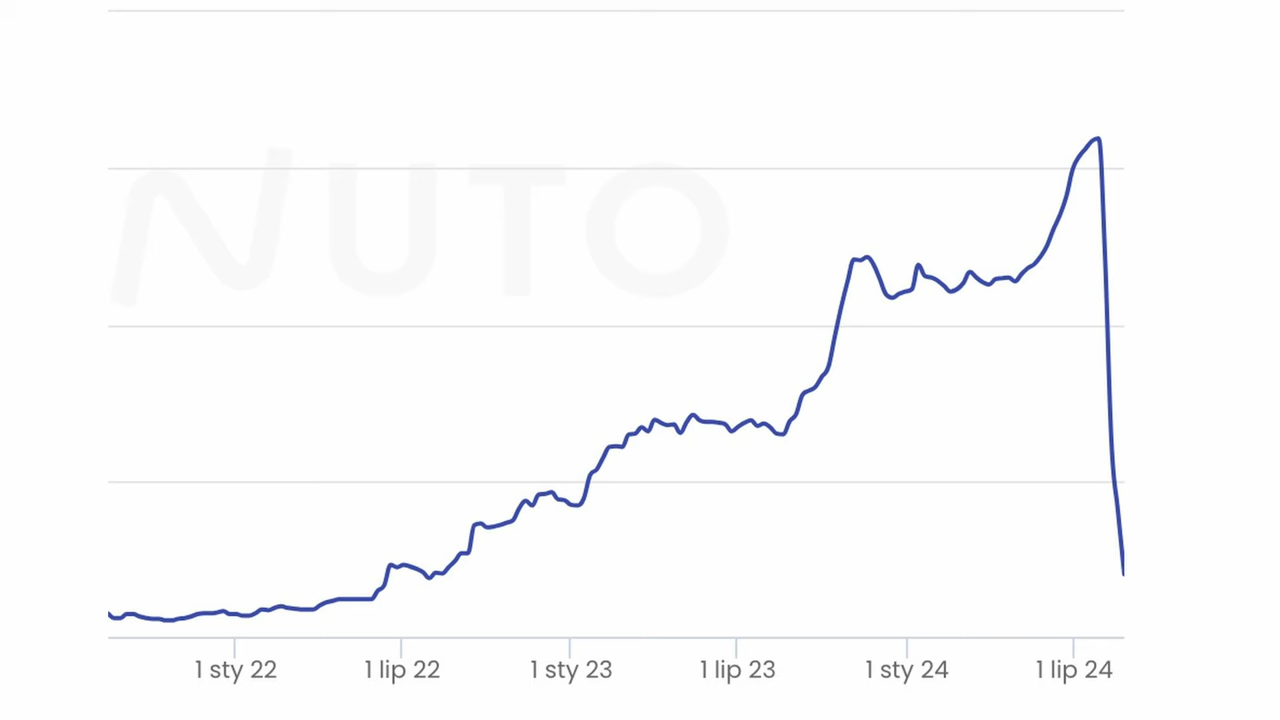 NUTO
1 sty 22
1 lip 22
1 sty 23
1 lip 23
1 sty 24
1 lip 24